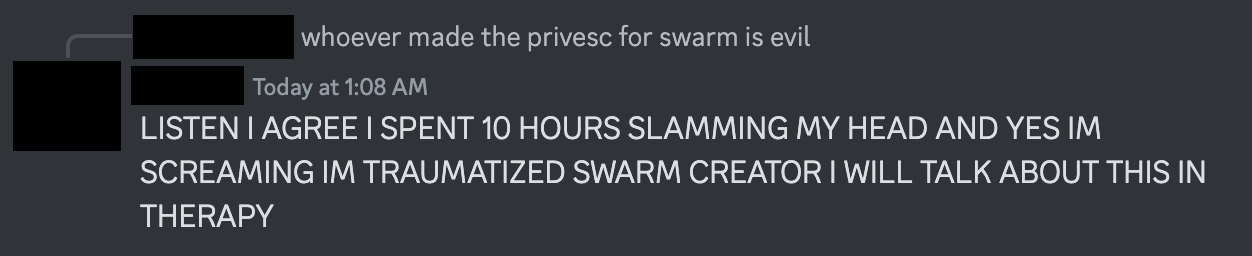 whoever made the privesc for swarm is evil
Today at 1:08 AM
LISTEN I AGREE I SPENT 10 HOURS SLAMMING MY HEAD AND YES IM
SCREAMING IM TRAUMATIZED SWARM CREATOR I WILL TALK ABOUT THIS IN
THERAPY